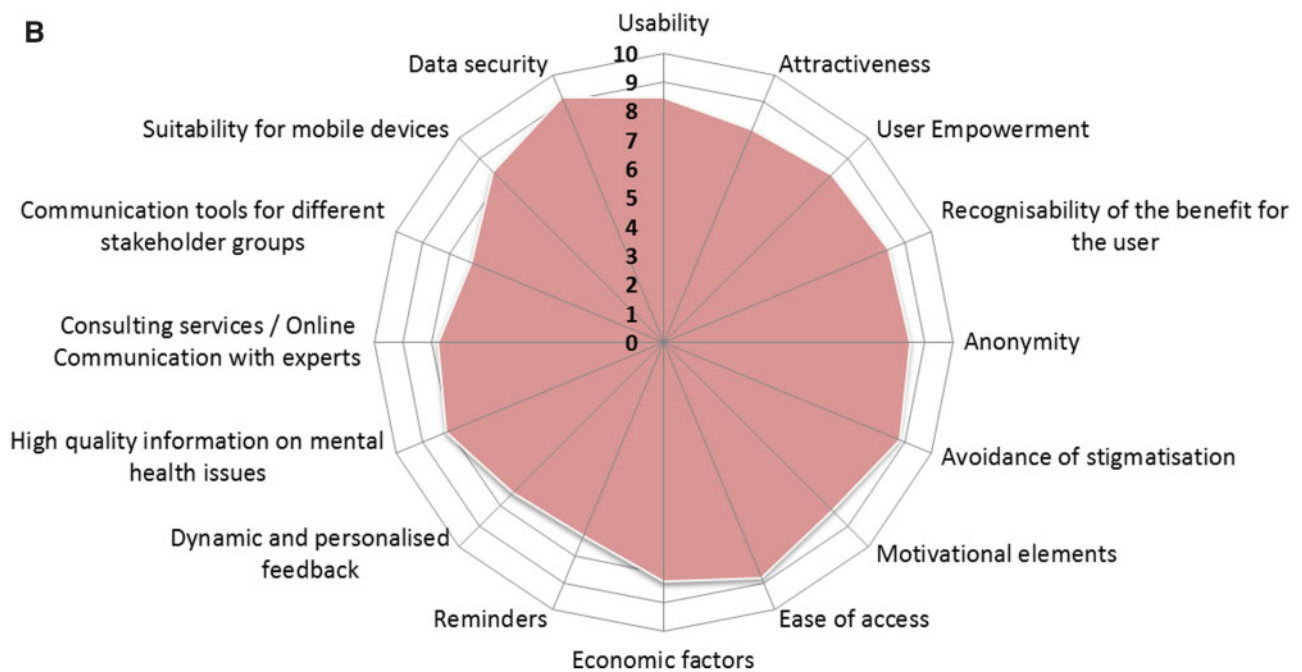 B
Usability
Attractiveness
User Empowerment
Recognisability of the benefit for
the user
Anonymity
Avoidance of stigmatisation
Motivational elements
Ease of access
Economic factors
Reminders
Dynamic and personalised
feedback
High quality information on mental
health issues
Consulting services / Online
Communication with experts
Communication tools for different
stakeholder groups
Suitability for mobile devices
Data security
10
9
8
7
6
5
4
3
2
1
0